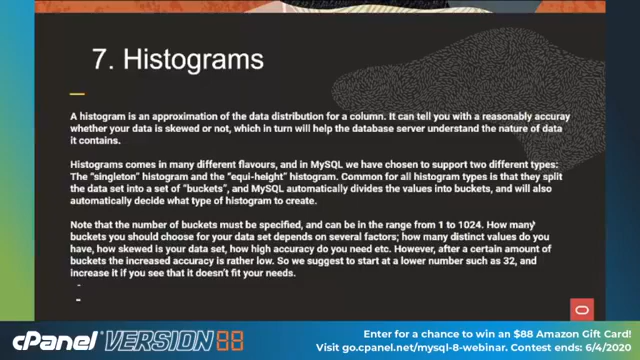 7. Histograms
A histogram is an approximation of the data distribution for a column. It can tell you with a reasonably accuray
whether your data is skewed or not, which in turn will help the database server understand the nature of data
it contains.
Histograms comes in many different flavours, and in MySQL we have chosen to support two different types:
The “singleton” histogram and the “equi-height” histogram. Common for all histogram types is that they split
the data set into a set of “buckets”, and MySQL automatically divides the values into buckets, and will also
automatically decide what type of histogram to create.
Note that the number of buckets must be specified, and can be in the range from 1 to 1024. How many
buckets you should choose for your data set depends on several factors; how many distinct values do you
have, how skewed is your data set, how high accuracy do you need etc. However, after a certain amount of
buckets the increased accuracy is rather low. So we suggest to start at a lower number such as 32, and
increase it if you see that it doesn't fit your needs.
cPanel VERSION 88
Enter for a chance to win an $88 Amazon Gift Card!
Visit go.cpanel.net/mysql-8-webinar. Contest ends: 6/4/2020